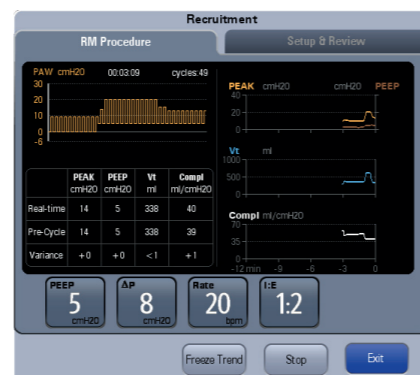 Recruitment
RM Procedure
Setup & Review
PAW cmH2O 00:03:09 cycles:49
30
20
10
0
-6
PEAK cmH2O cmH2O PEEP
40
20
0
Vt ml
1000
500
0
Compl ml/cmH2O
70
35
0
-12 min -9 -6 -3 0
PEAK PEEP Vt Compl
cmH2O cmH2O ml ml/cmH2O
Real-time 14 5 338 40
Pre-Cycle 14 5 338 39
Variance +0 +0 <1 +1
PEEP ΔP Rate I:E
5 8 20 1:2
cmH2O cmH2O bpm
Freeze Trend Stop Exit